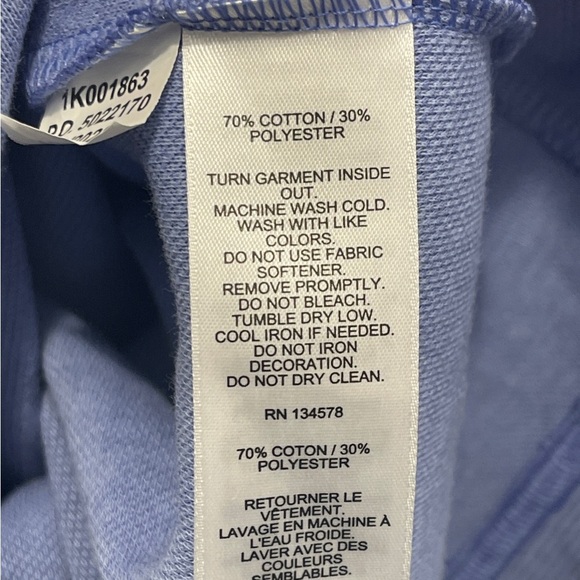 1K001863
5022170
70% COTTON / 30%
POLYESTER
TURN GARMENT INSIDE
OUT.
MACHINE WASH COLD.
WASH WITH LIKE
COLORS.
DO NOT USE FABRIC
SOFTENER.
REMOVE PROMPTLY.
DO NOT BLEACH.
TUMBLE DRY LOW.
COOL IRON IF NEEDED.
DO NOT IRON
DECORATION.
DO NOT DRY CLEAN.
RN 134578
70% COTON / 30%
POLYESTER
RETOURNER LE
VÊTEMENT.
LAVAGE EN MACHINE À
L'EAU FROIDE.
LAVER AVEC DES
COULEURS
SEMBLABLES.